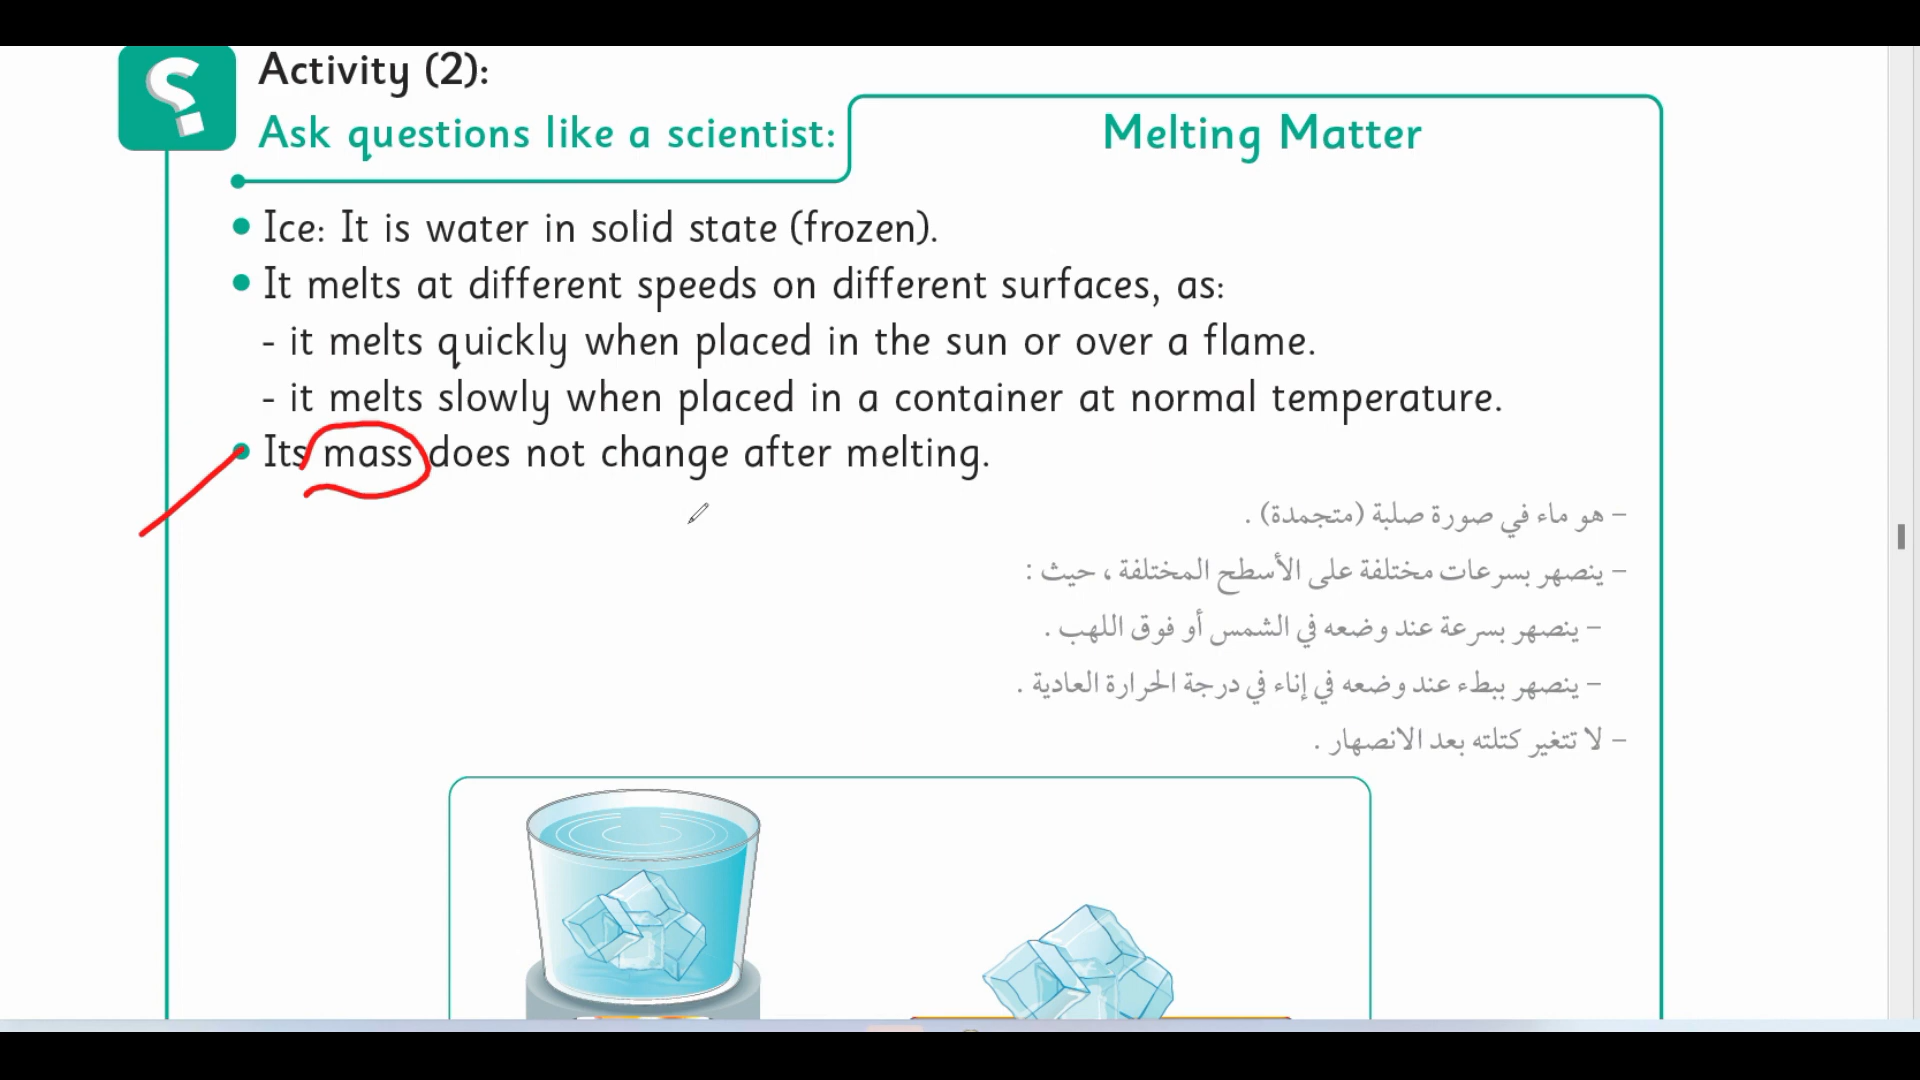 Activity (2):
Ask questions like a scientist:
Melting Matter
• Ice: It is water in solid state (frozen).
• It melts at different speeds on different surfaces, as:
- it melts quickly when placed in the sun or over a flame.
- it melts slowly when placed in a container at normal temperature.
• Its mass does not change after melting.
– هو ماء في صورة صلبة (متجمدة) .
– ينصهر بسرعات مختلفة على الأسطح المختلفة ، حيث :
– ينصهر بسرعة عند وضعه في الشمس أو فوق اللهب .
– ينصهر ببطء عند وضعه في إناء في درجة الحرارة العادية .
– لا تتغير كتلته بعد الانصهار .